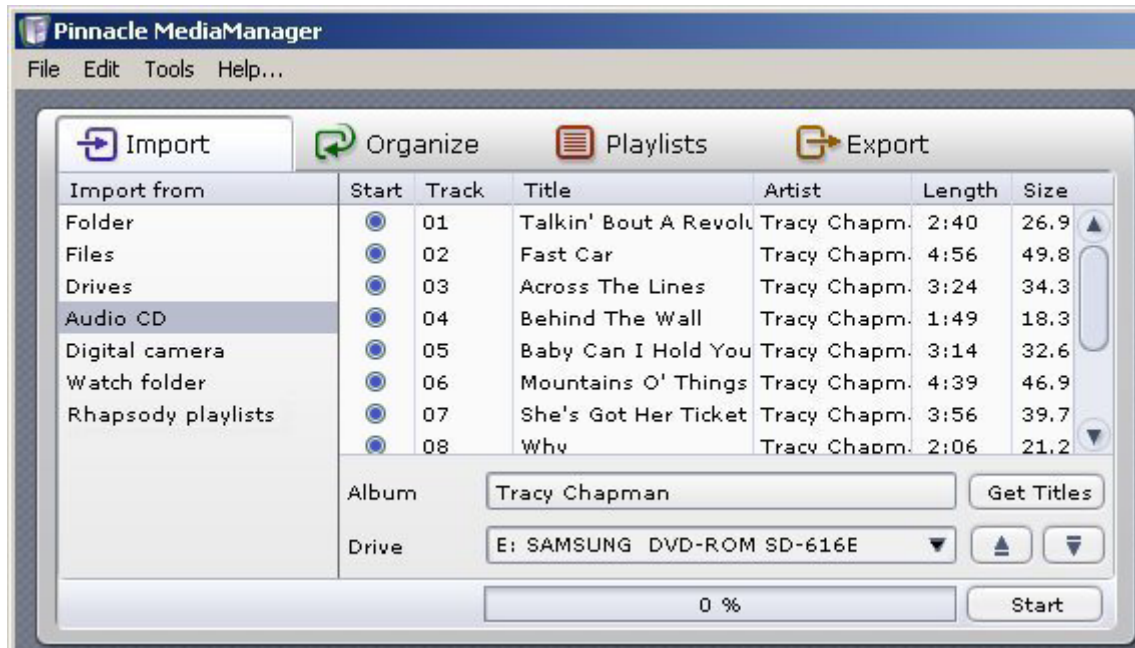 Pinnacle MediaManager
File Edit Tools Help...
Import Organize Playlists Export
Import from Start Track Title Artist Length Size
Folder 01 Talkin' Bout A Revolu Tracy Chapm. 2:40 26.9
Files 02 Fast Car Tracy Chapm. 4:56 49.8
Drives 03 Across The Lines Tracy Chapm. 3:24 34.3
Audio CD 04 Behind The Wall Tracy Chapm. 1:49 18.3
Digital camera 05 Baby Can I Hold You Tracy Chapm. 3:14 32.6
Watch folder 06 Mountains O' Things Tracy Chapm. 4:39 46.9
Rhapsody playlists 07 She's Got Her Ticket Tracy Chapm. 3:56 39.7
08 Why Tracy Chapm. 2:06 21.2
Album Tracy Chapman Get Titles
Drive E: SAMSUNG DVD-ROM SD-616E
0 % Start